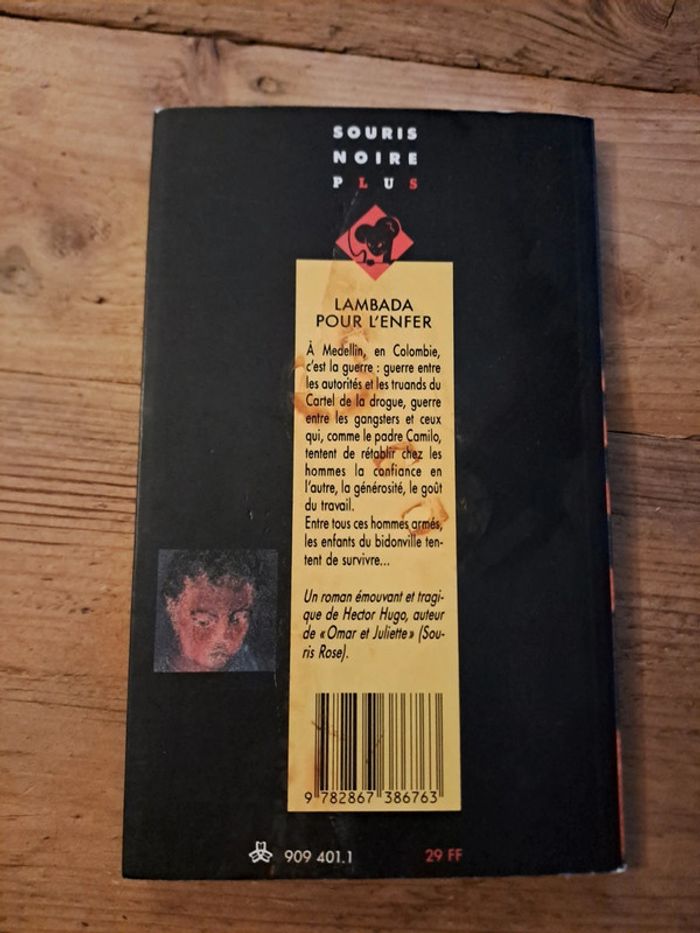 SOURIS
NOIRE
PLUS
LAMBADA
POUR L'ENFER
À Medellin, en Colombie,
c'est la guerre : guerre entre
les autorités et les truands du
Cartel de la drogue, guerre
entre les gangsters et ceux
qui, comme le padre Camilo,
tentent de rétablir chez les
hommes la confiance en
l'autre, la générosité, le goût
du travail.
Entre tous ces hommes armés,
les enfants du bidonville ten-
tent de survivre...
Un roman émouvant et tragi-
que de Hector Hugo, auteur
de « Omar et Juliette » (Sou-
ris Rose).
9 782867 386763
909 401.1 29 FF